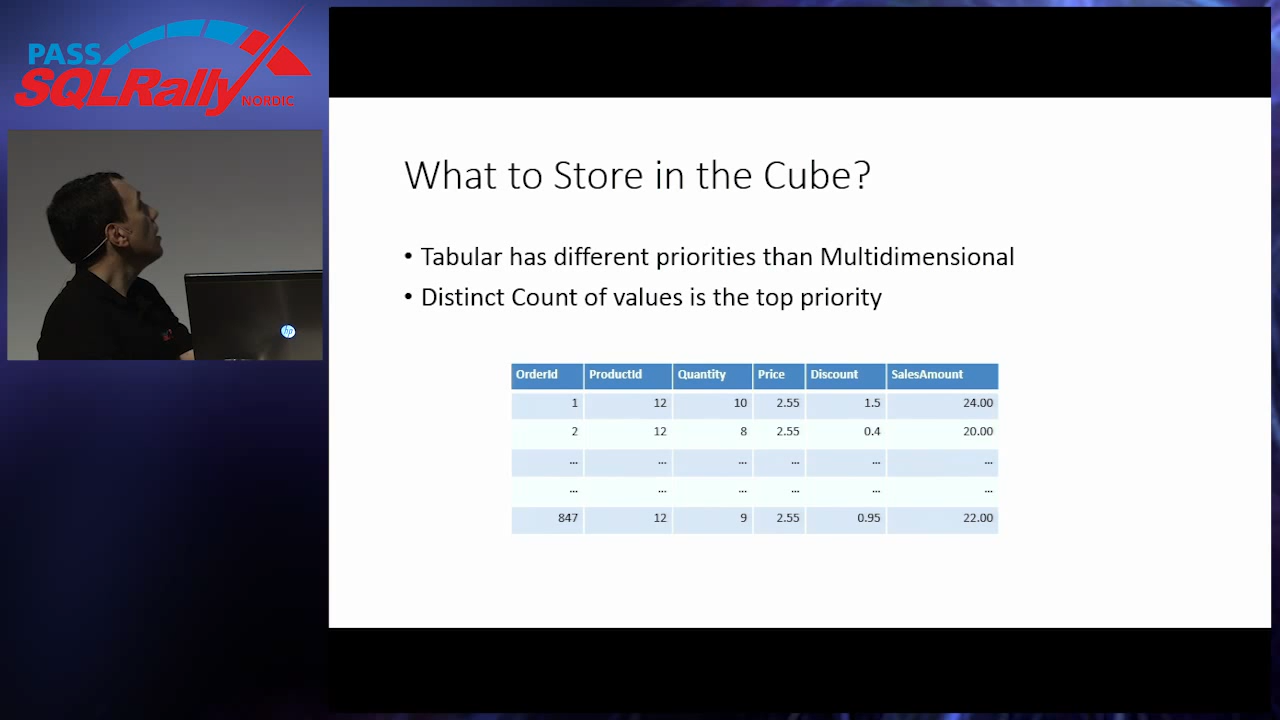 PASS
SQLRally
NORDIC
hp
What to Store in the Cube?
• Tabular has different priorities than Multidimensional
• Distinct Count of values is the top priority
OrderId ProductId Quantity Price Discount SalesAmount
1 12 10 2.55 1.5 24.00
2 12 8 2.55 0.4 20.00
... ... ... ... ... ...
... ... ... ... ... ...
847 12 9 2.55 0.95 22.00